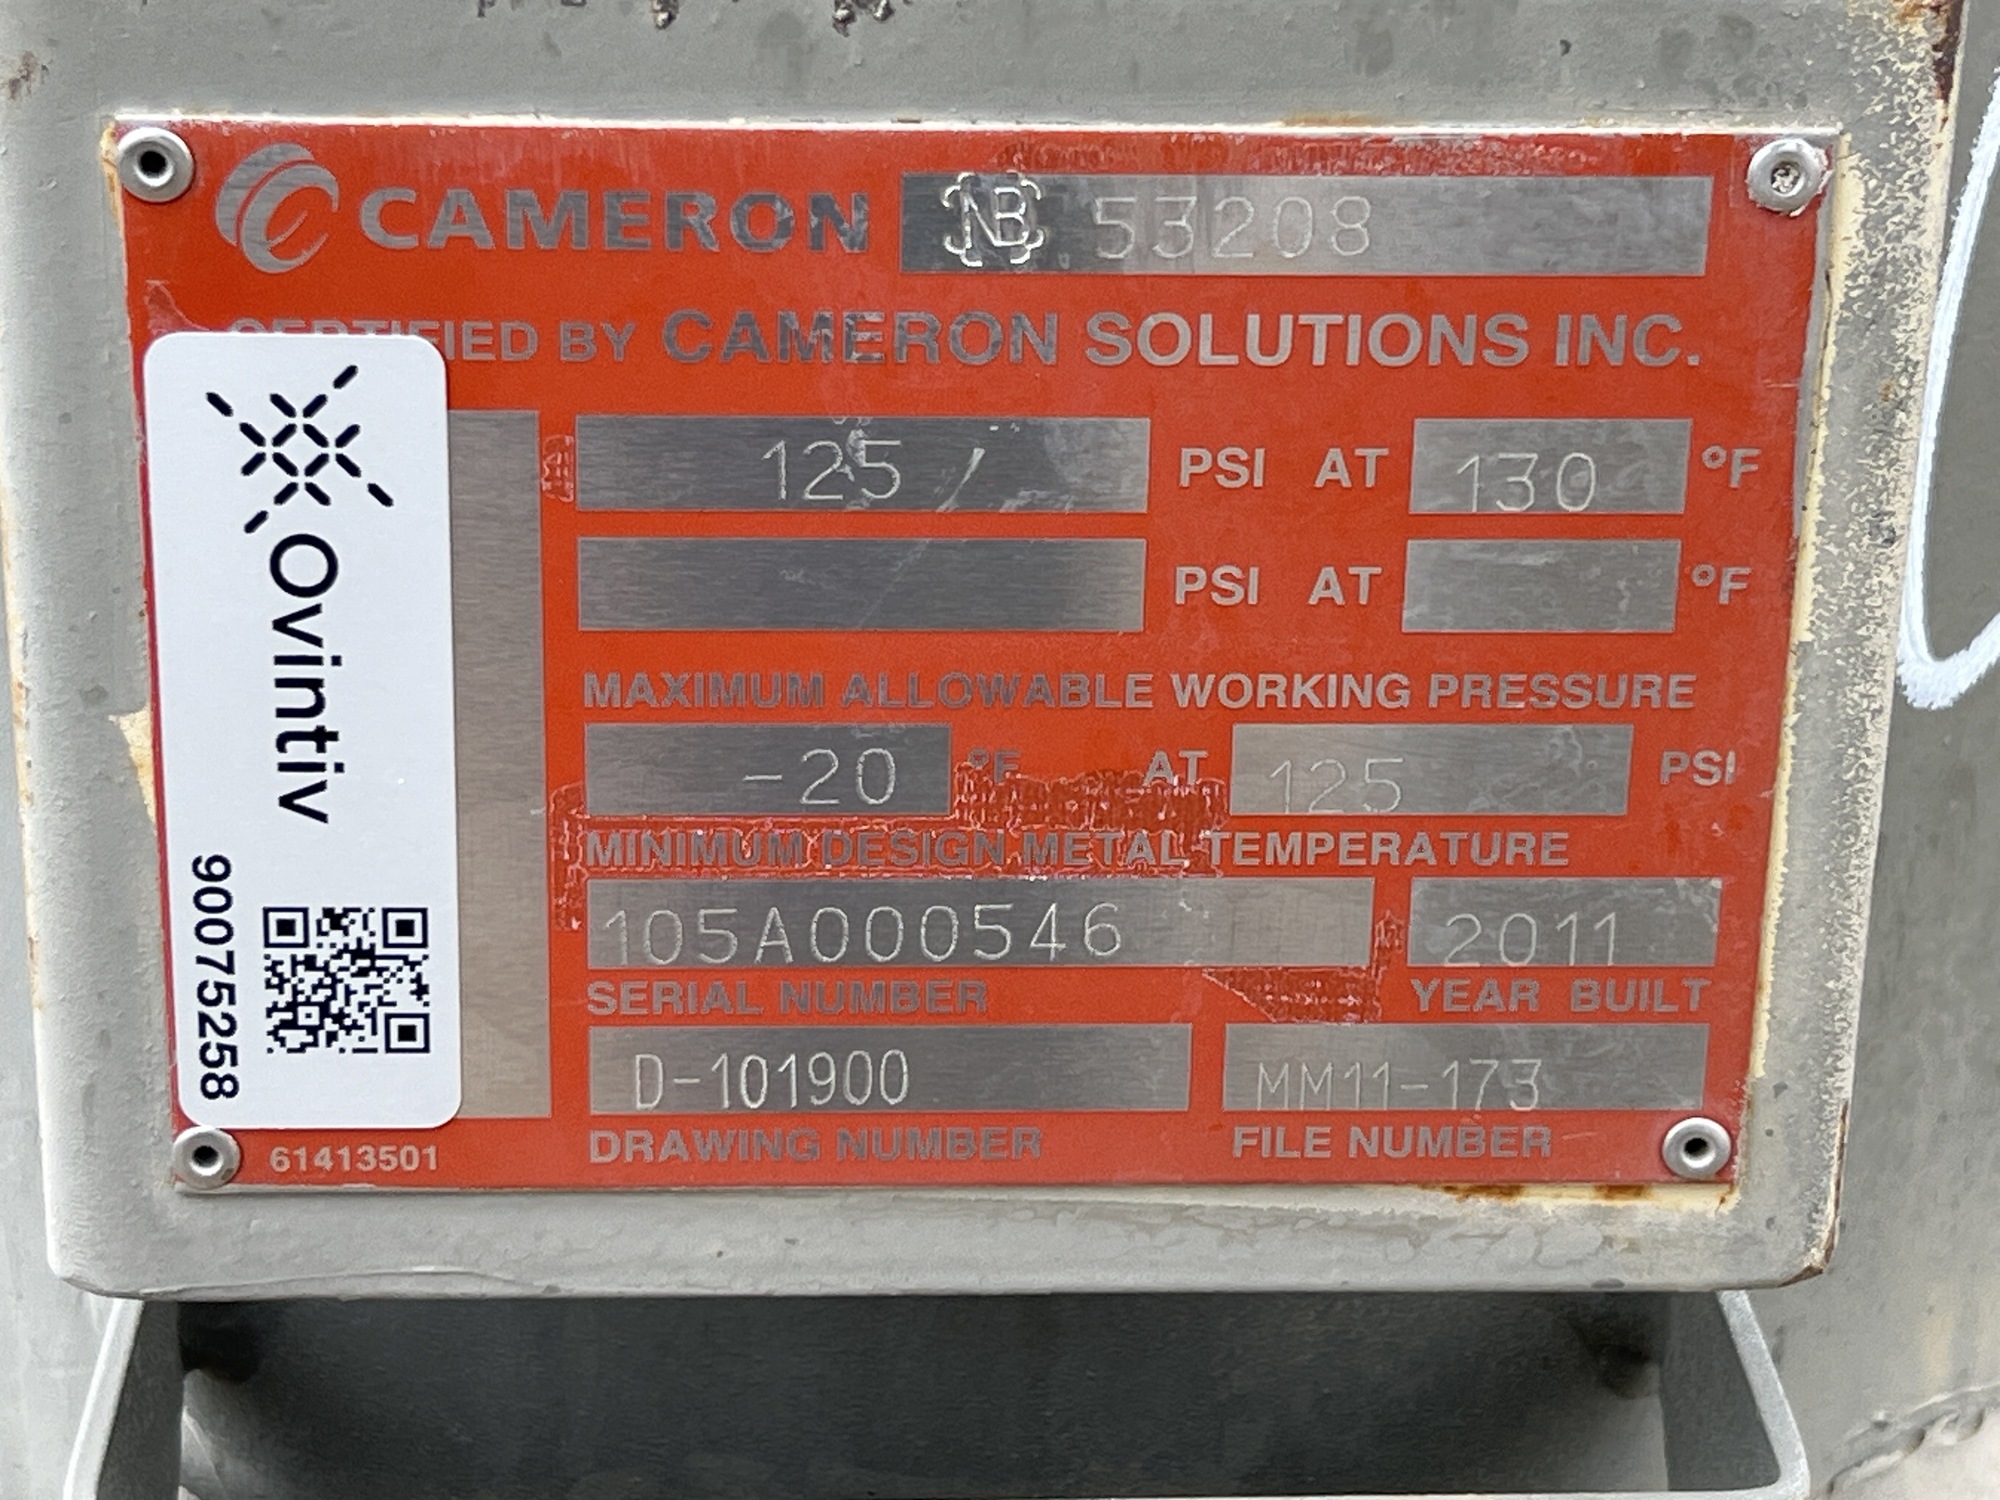 CAMERON NB 53208
CERTIFIED BY CAMERON SOLUTIONS INC.
125 / PSI AT 130 °F
PSI AT °F
MAXIMUM ALLOWABLE WORKING PRESSURE
-20 °F AT 125 PSI
MINIMUM DESIGN METAL TEMPERATURE
105A000546 2011
SERIAL NUMBER YEAR BUILT
D-101900 MM11-173
DRAWING NUMBER FILE NUMBER
61413501
Ovintiv
90075258